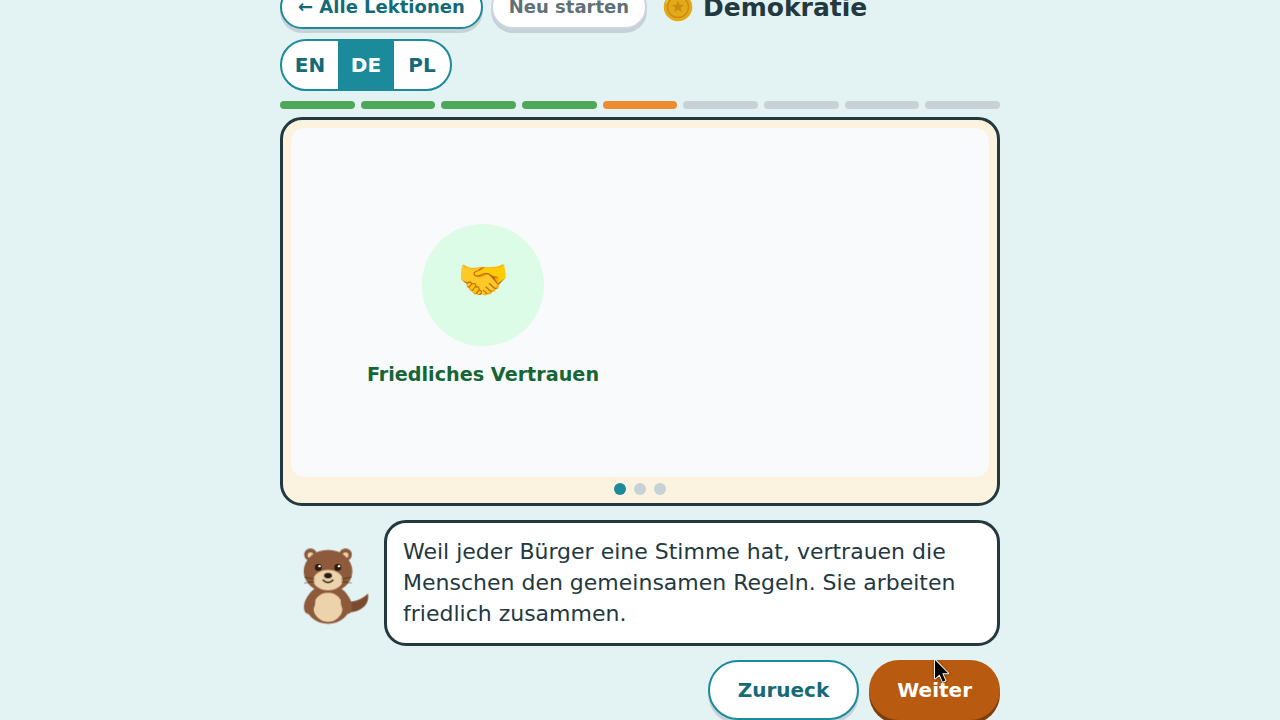 ← Alle Lektionen
Neu starten
Demokratie
EN DE PL
Friedliches Vertrauen
Weil jeder Bürger eine Stimme hat, vertrauen die
Menschen den gemeinsamen Regeln. Sie arbeiten
friedlich zusammen.
Zurueck
Weiter